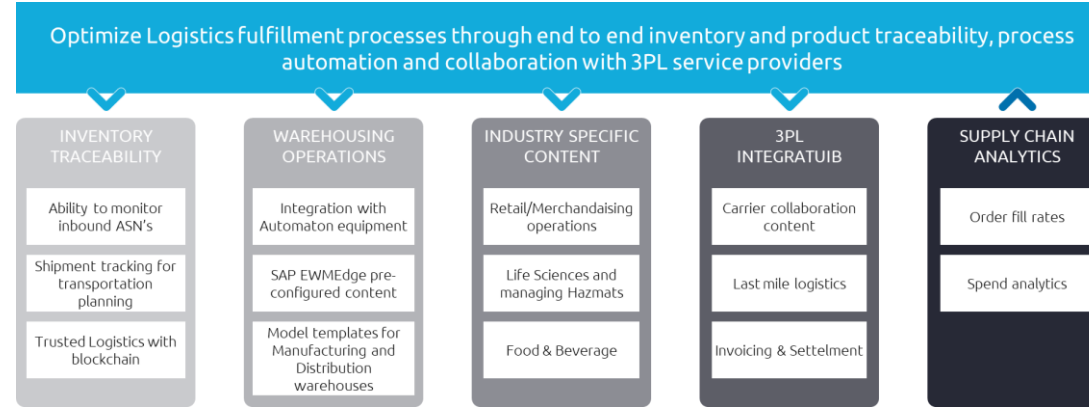 Optimize Logistics fulfillment processes through end to end inventory and product traceability, process
automation and collaboration with 3PL service providers
INVENTORY
TRACEABILITY
Ability to monitor
inbound ASN's
Shipment tracking for
transportation
planning
Trusted Logistics with
blockchain
WAREHOUSING
OPERATIONS
Integration with
Automaton equipment
SAP EWMEdge pre-
configured content
Model templates for
Manufacturing and
Distribution
warehouses
INDUSTRY SPECIFIC
CONTENT
Retail/Merchandaising
operations
Life Sciences and
managing Hazmats
Food & Beverage
3PL
INTEGRATUIB
Carrier collaboration
content
Last mile logistics
Invoicing & Settelment
SUPPLY CHAIN
ANALYTICS
Order fill rates
Spend analytics